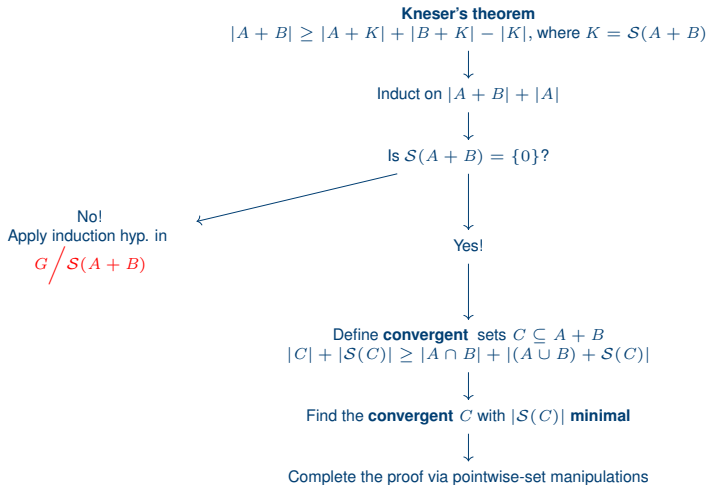 Kneser's theorem
|A + B| ≥ |A + K| + |B + K| − |K|, where K = 𝒮(A + B)
Induct on |A + B| + |A|
Is 𝒮(A + B) = {0}?
No!
Apply induction hyp. in
G / 𝒮(A + B)
Yes!
Define convergent sets C ⊆ A + B
|C| + |𝒮(C)| ≥ |A ∩ B| + |(A ∪ B) + 𝒮(C)|
Find the convergent C with |𝒮(C)| minimal
Complete the proof via pointwise-set manipulations